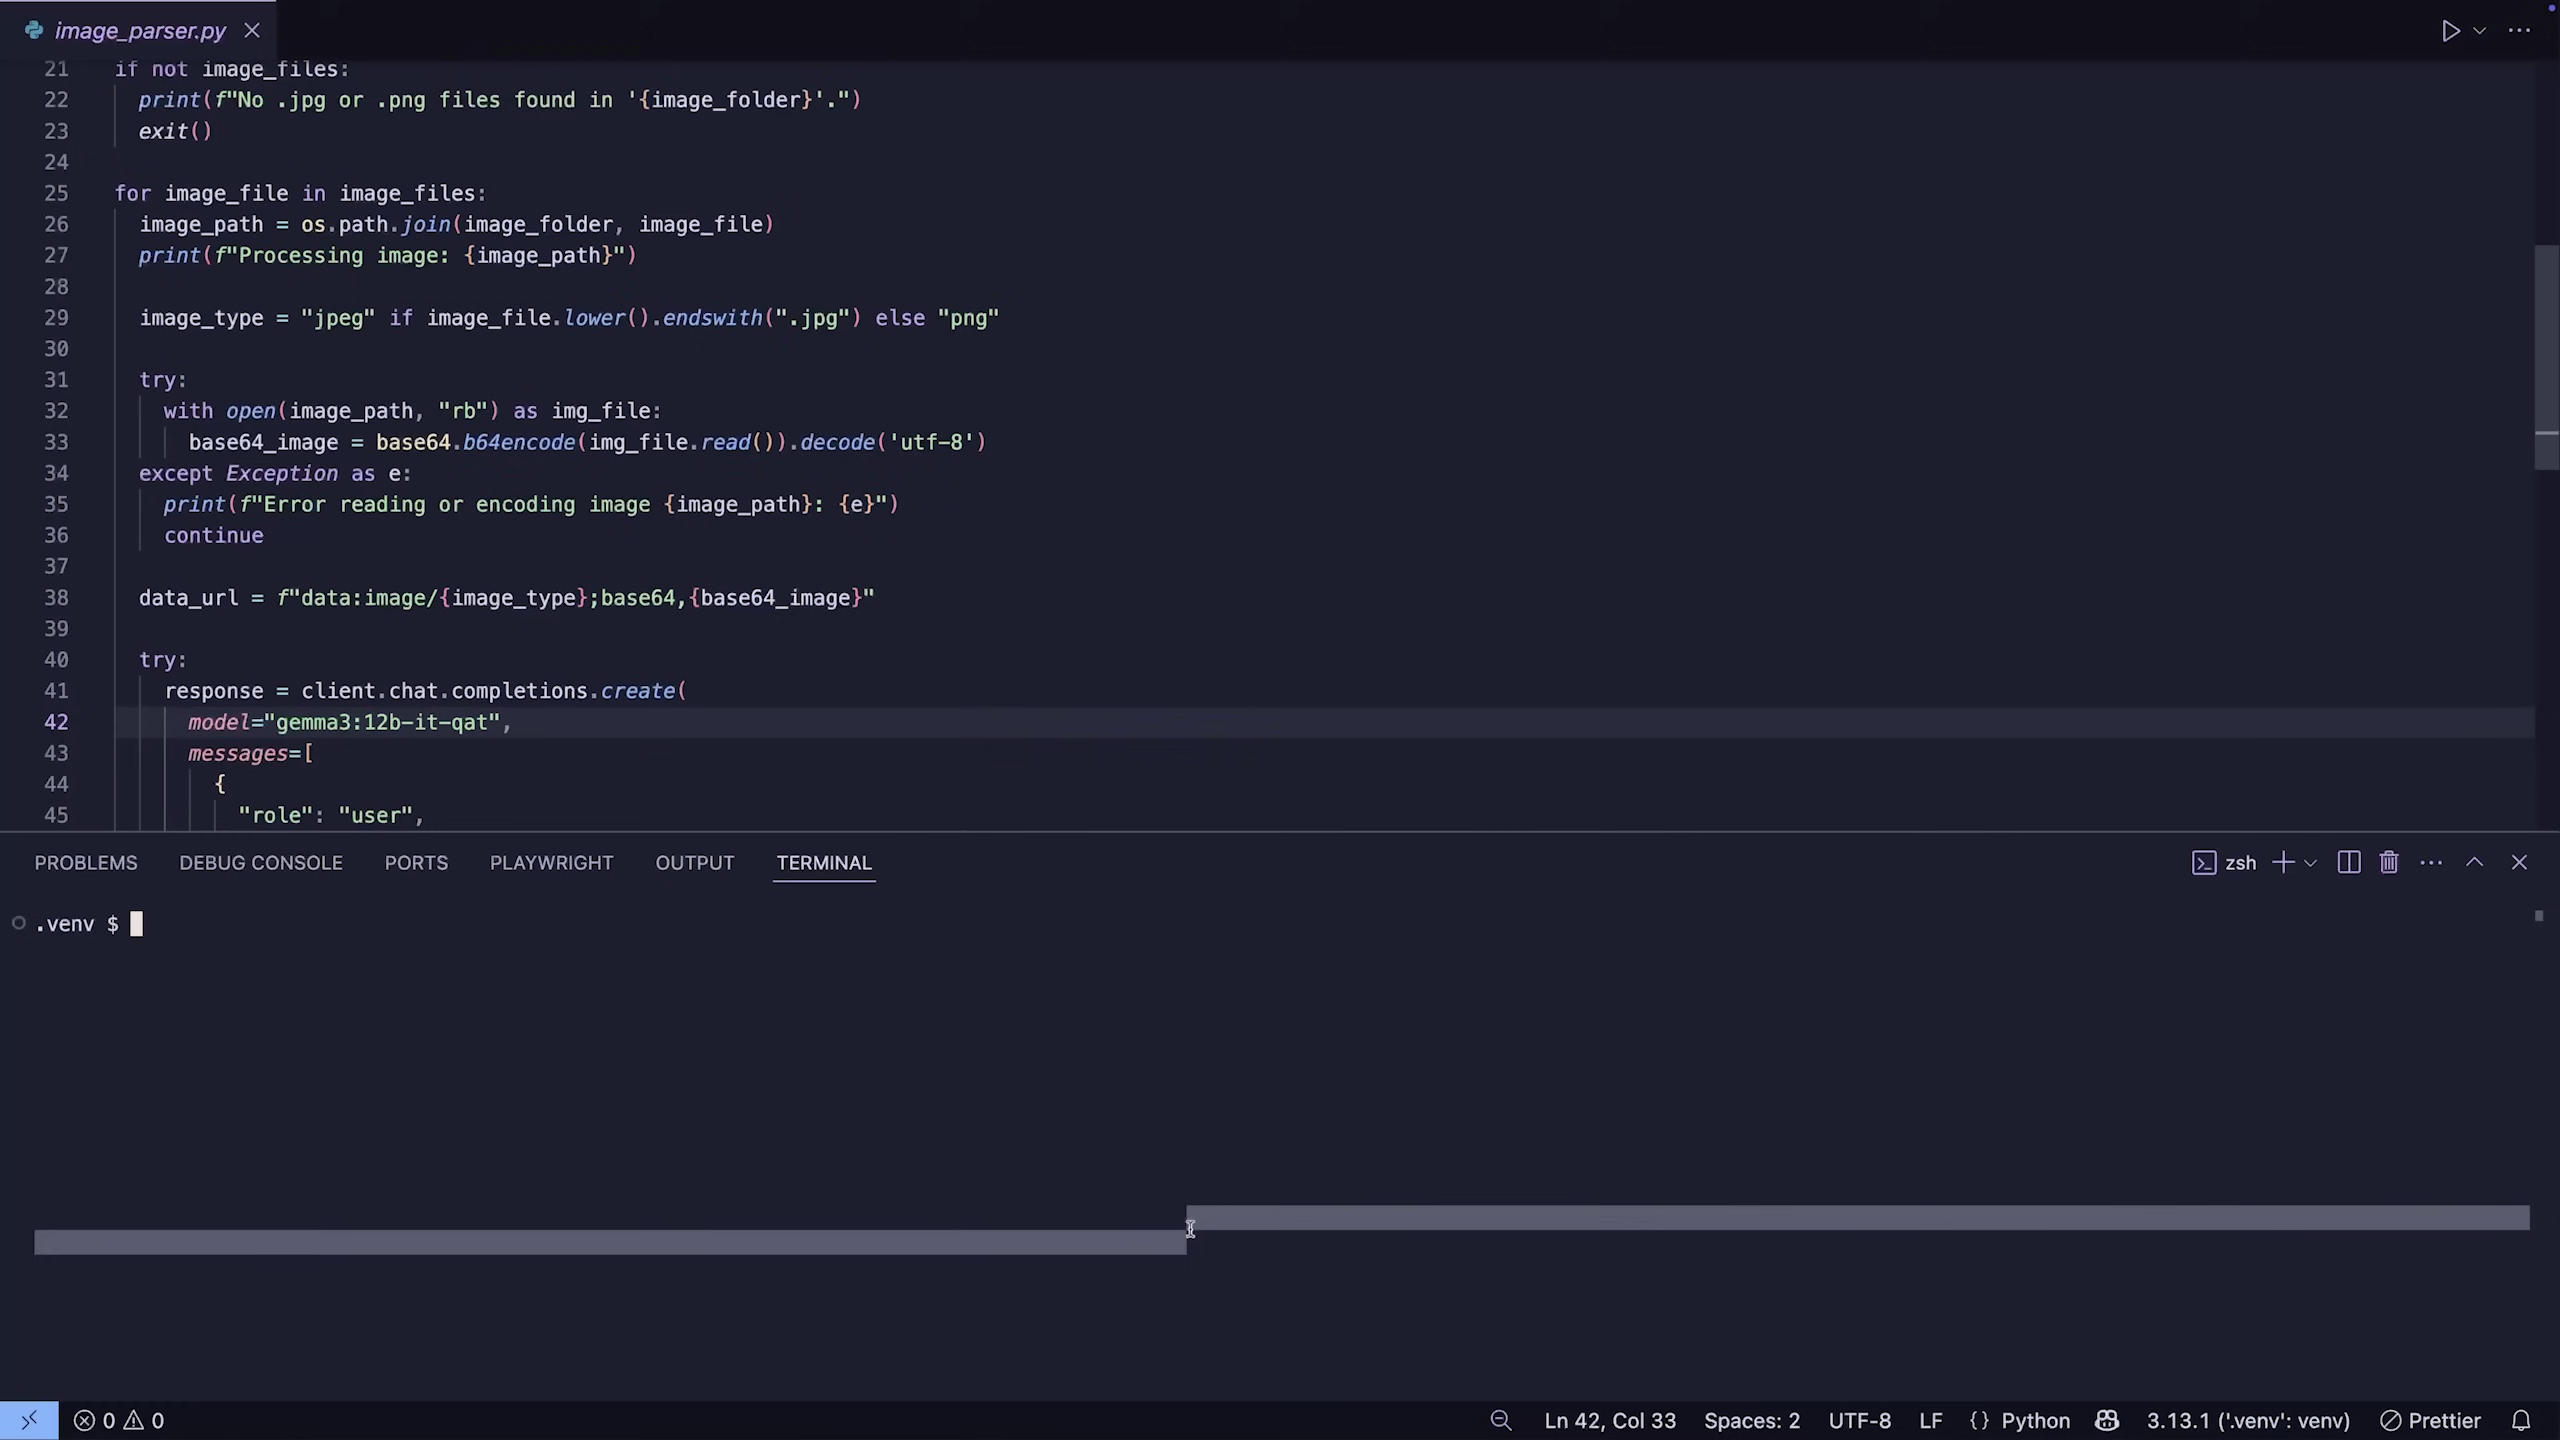 image_parser.py
21 if not image_files:
22 print(f"No .jpg or .png files found in '{image_folder}'.")
23 exit()
24
25 for image_file in image_files:
26 image_path = os.path.join(image_folder, image_file)
27 print(f"Processing image: {image_path}")
28
29 image_type = "jpeg" if image_file.lower().endswith(".jpg") else "png"
30
31 try:
32 with open(image_path, "rb") as img_file:
33 base64_image = base64.b64encode(img_file.read()).decode('utf-8')
34 except Exception as e:
35 print(f"Error reading or encoding image {image_path}: {e}")
36 continue
37
38 data_url = f"data:image/{image_type};base64,{base64_image}"
39
40 try:
41 response = client.chat.completions.create(
42 model="gemma3:12b-it-qat",
43 messages=[
44 {
45 "role": "user",
PROBLEMS DEBUG CONSOLE PORTS PLAYWRIGHT OUTPUT TERMINAL zsh
.venv $
0 0 Ln 42, Col 33 Spaces: 2 UTF-8 LF {} Python 3.13.1 ('.venv': venv) Prettier